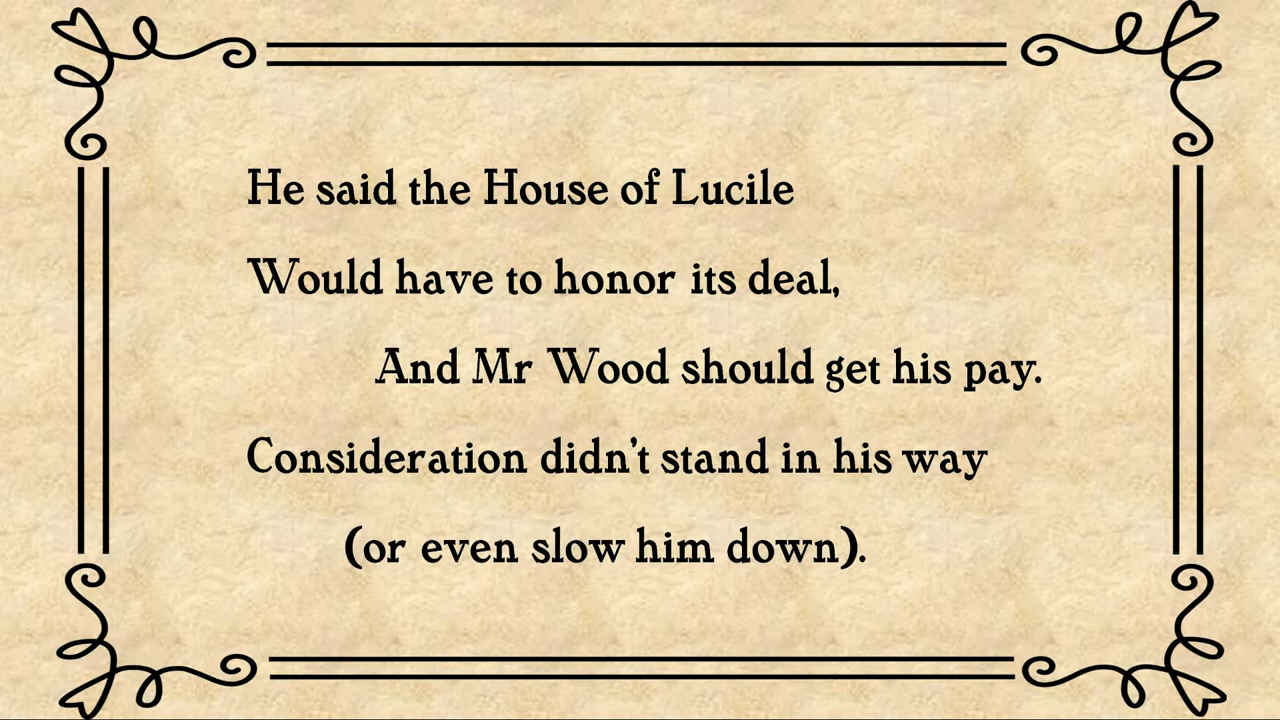 He said the House of Lucile
Would have to honor its deal,
And Mr Wood should get his pay.
Consideration didn't stand in his way
(or even slow him down).